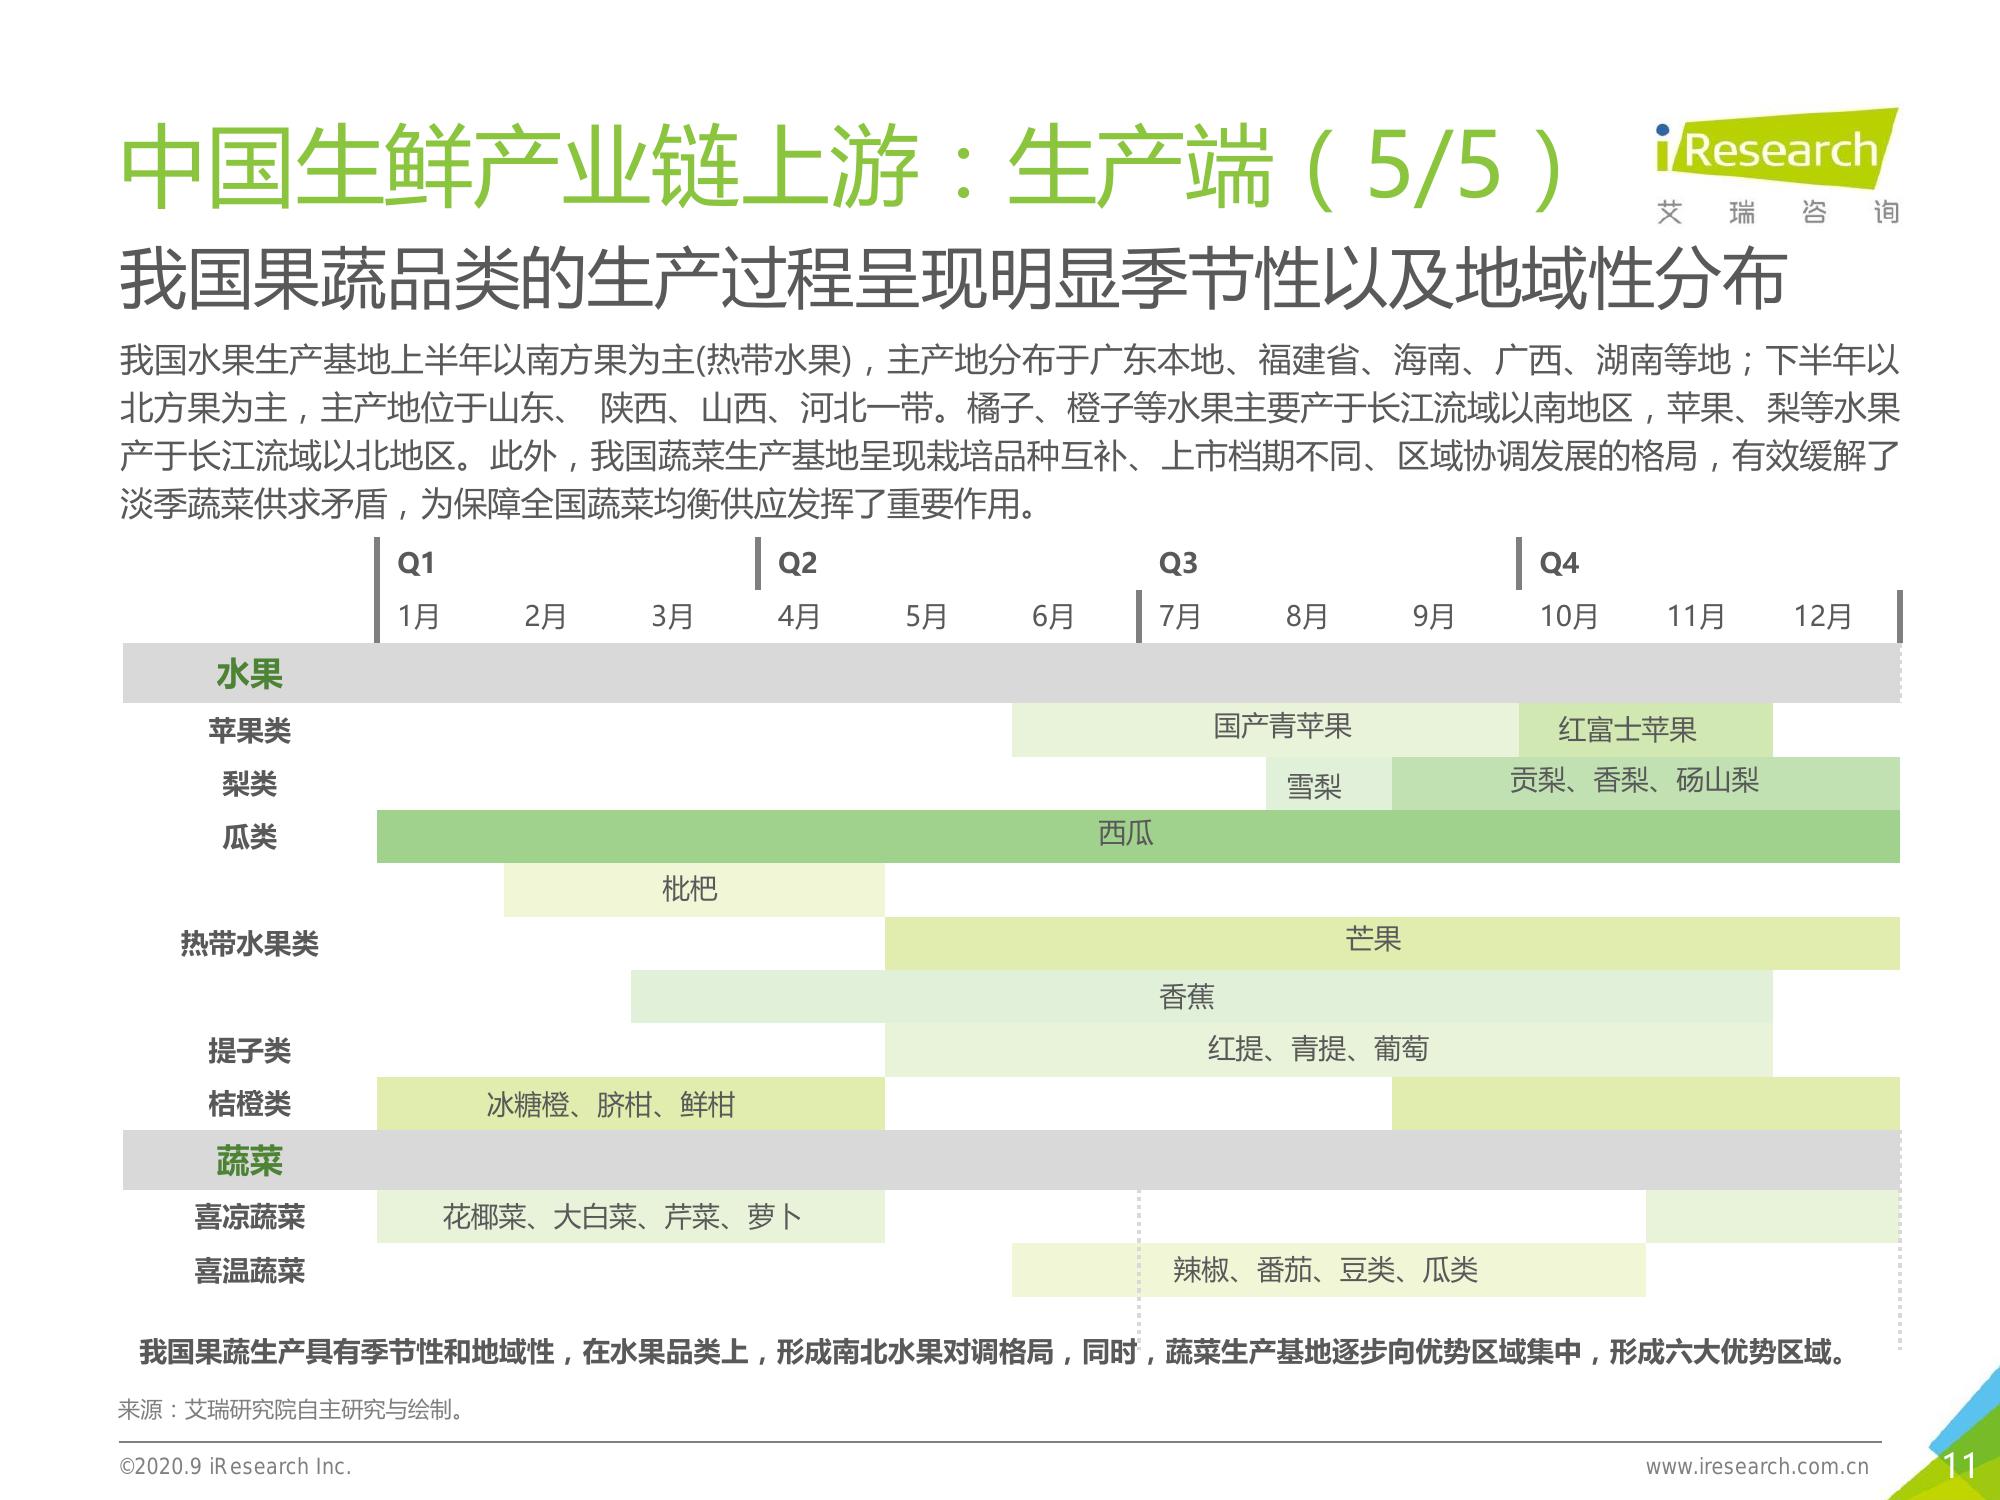 中国生鲜产业链上游：生产端（5/5）
iResearch
艾瑞咨询
我国果蔬品类的生产过程呈现明显季节性以及地域性分布
我国水果生产基地上半年以南方果为主(热带水果)，主产地分布于广东本地、福建省、海南、广西、湖南等地；下半年以
北方果为主，主产地位于山东、 陕西、山西、河北一带。橘子、橙子等水果主要产于长江流域以南地区，苹果、梨等水果
产于长江流域以北地区。此外，我国蔬菜生产基地呈现栽培品种互补、上市档期不同、区域协调发展的格局，有效缓解了
淡季蔬菜供求矛盾，为保障全国蔬菜均衡供应发挥了重要作用。
Q1 Q2 Q3 Q4
1月 2月 3月 4月 5月 6月 7月 8月 9月 10月 11月 12月
水果
苹果类 国产青苹果 红富士苹果
梨类 雪梨 贡梨、香梨、砀山梨
瓜类 西瓜
枇杷
热带水果类 芒果
香蕉
提子类 红提、青提、葡萄
桔橙类 冰糖橙、脐柑、鲜柑
蔬菜
喜凉蔬菜 花椰菜、大白菜、芹菜、萝卜
喜温蔬菜 辣椒、番茄、豆类、瓜类
我国果蔬生产具有季节性和地域性，在水果品类上，形成南北水果对调格局，同时，蔬菜生产基地逐步向优势区域集中，形成六大优势区域。
来源：艾瑞研究院自主研究与绘制。
©2020.9 iResearch Inc. www.iresearch.com.cn 11